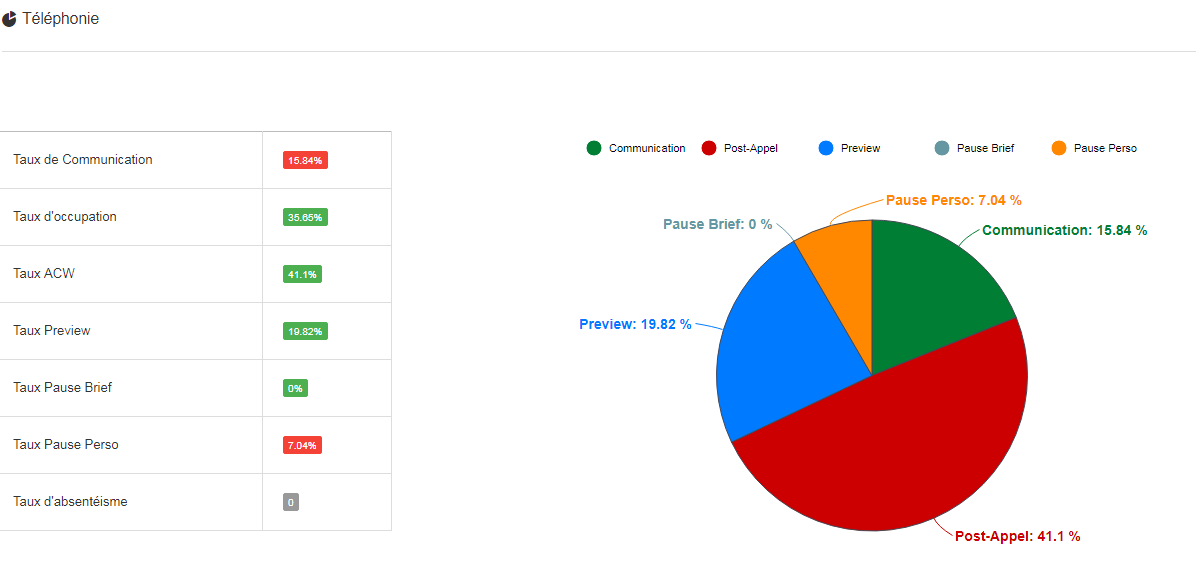 Téléphonie
Taux de Communication 15.84%
Taux d'occupation 35.65%
Taux ACW 41.1%
Taux Preview 19.82%
Taux Pause Brief 0%
Taux Pause Perso 7.04%
Taux d'absentéisme 0
Communication Post-Appel Preview Pause Brief Pause Perso
Pause Perso: 7.04 %
Pause Brief: 0 %
Communication: 15.84 %
Preview: 19.82 %
Post-Appel: 41.1 %